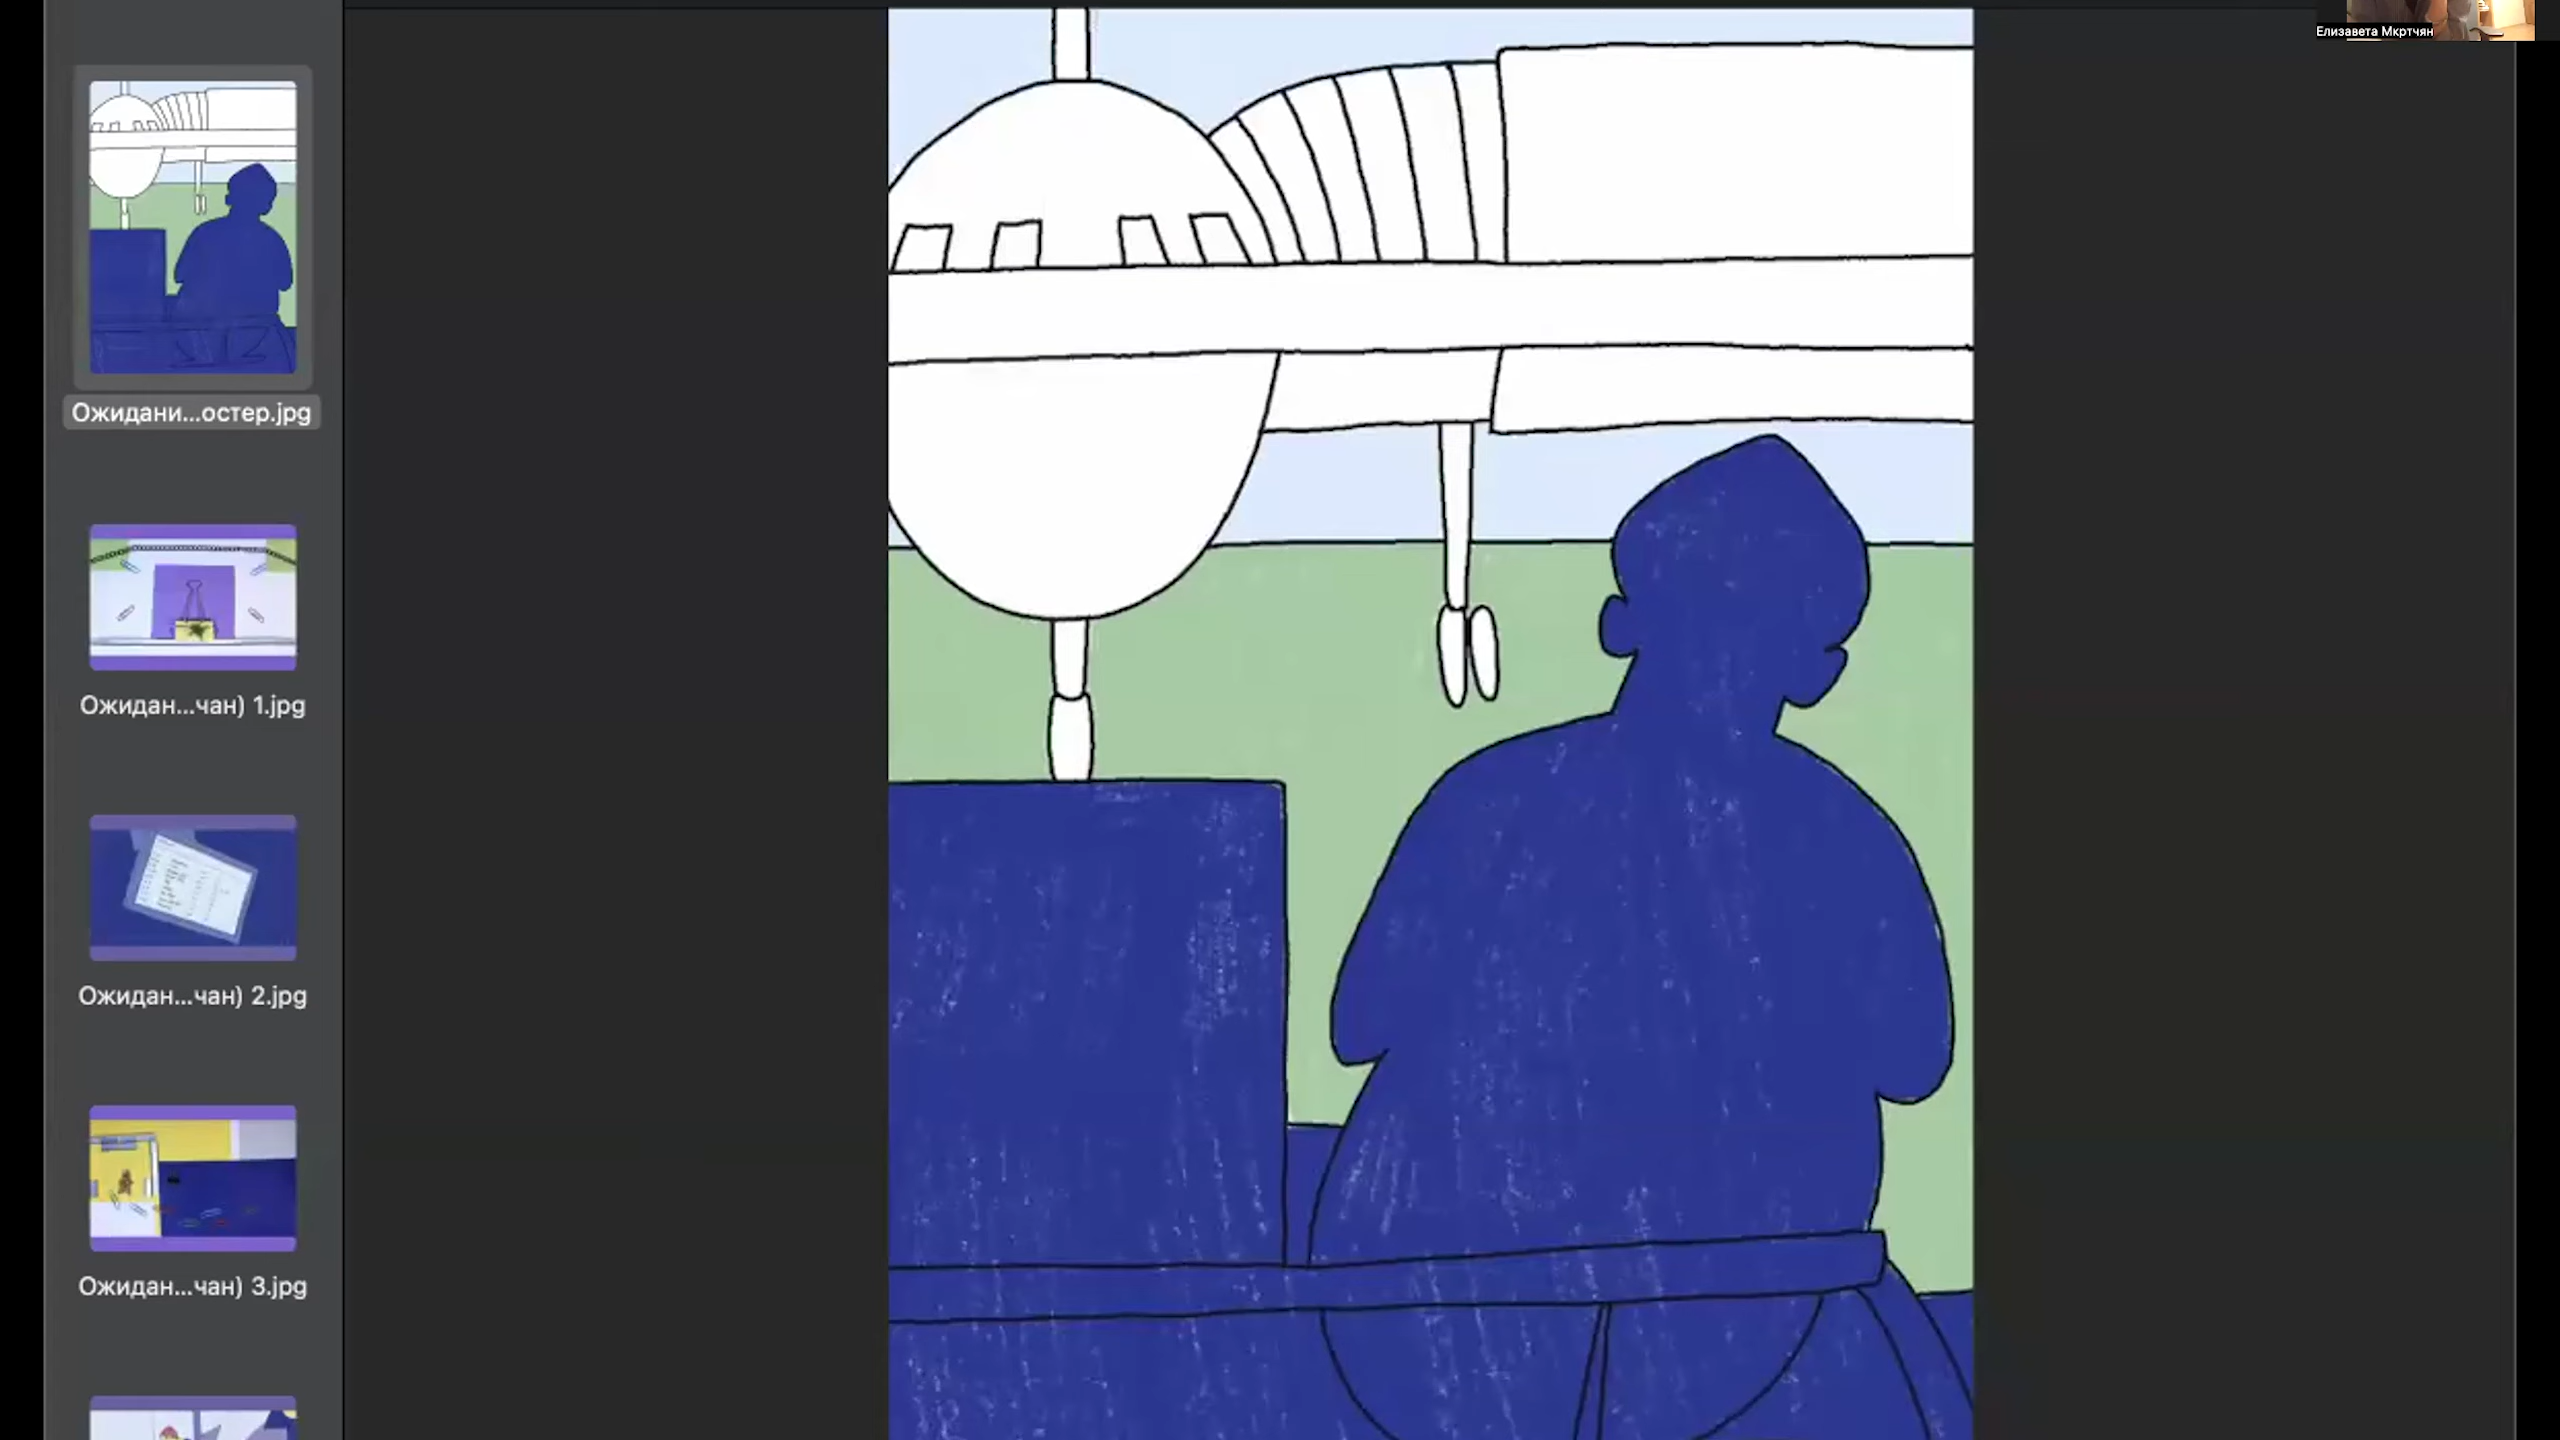 Елизавета Мкртчян
Ожидани...остер.jpg
Ожидан...чан) 1.jpg
Ожидан...чан) 2.jpg
Ожидан...чан) 3.jpg